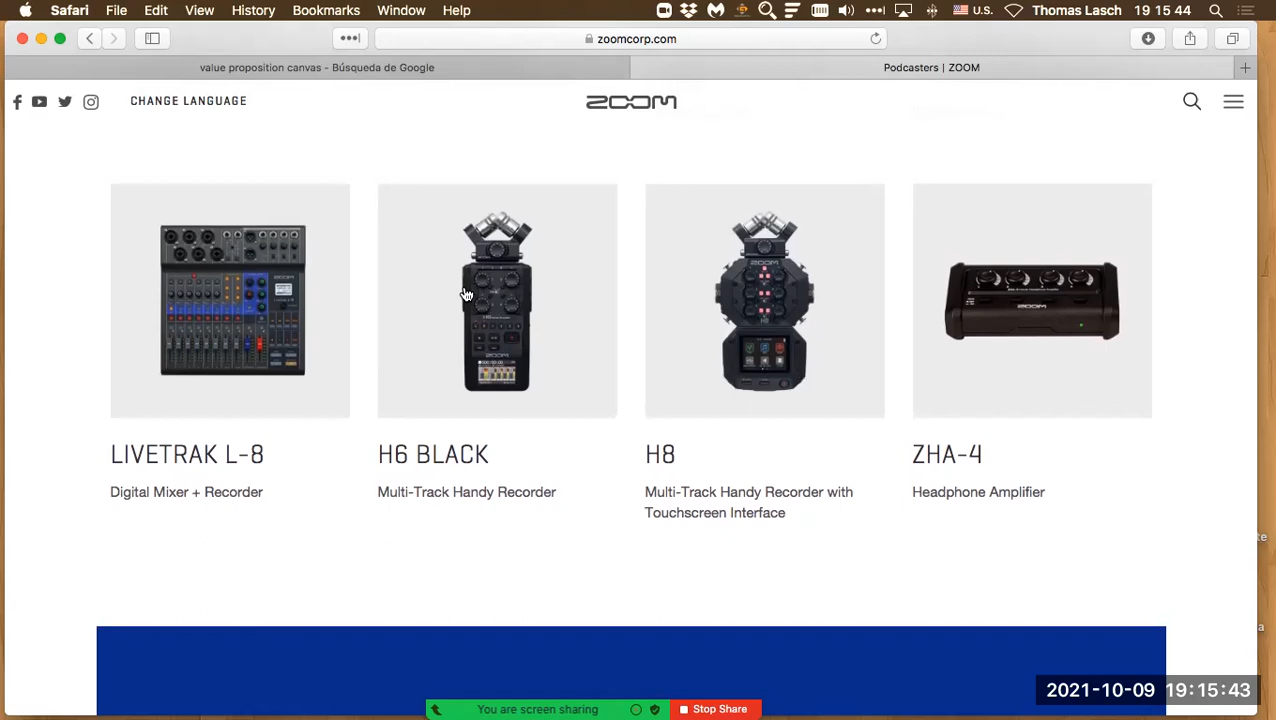 Safari File Edit View History Bookmarks Window Help U.S. Thomas Lasch 19 15 44
zoomcorp.com
value proposition canvas - Búsqueda de Google Podcasters | ZOOM
CHANGE LANGUAGE ZOOM
LIVETRAK L-8 H6 BLACK H8 ZHA-4
Digital Mixer + Recorder Multi-Track Handy Recorder Multi-Track Handy Recorder with Headphone Amplifier
Touchscreen Interface
2021-10-09 19:15:43
You are screen sharing Stop Share